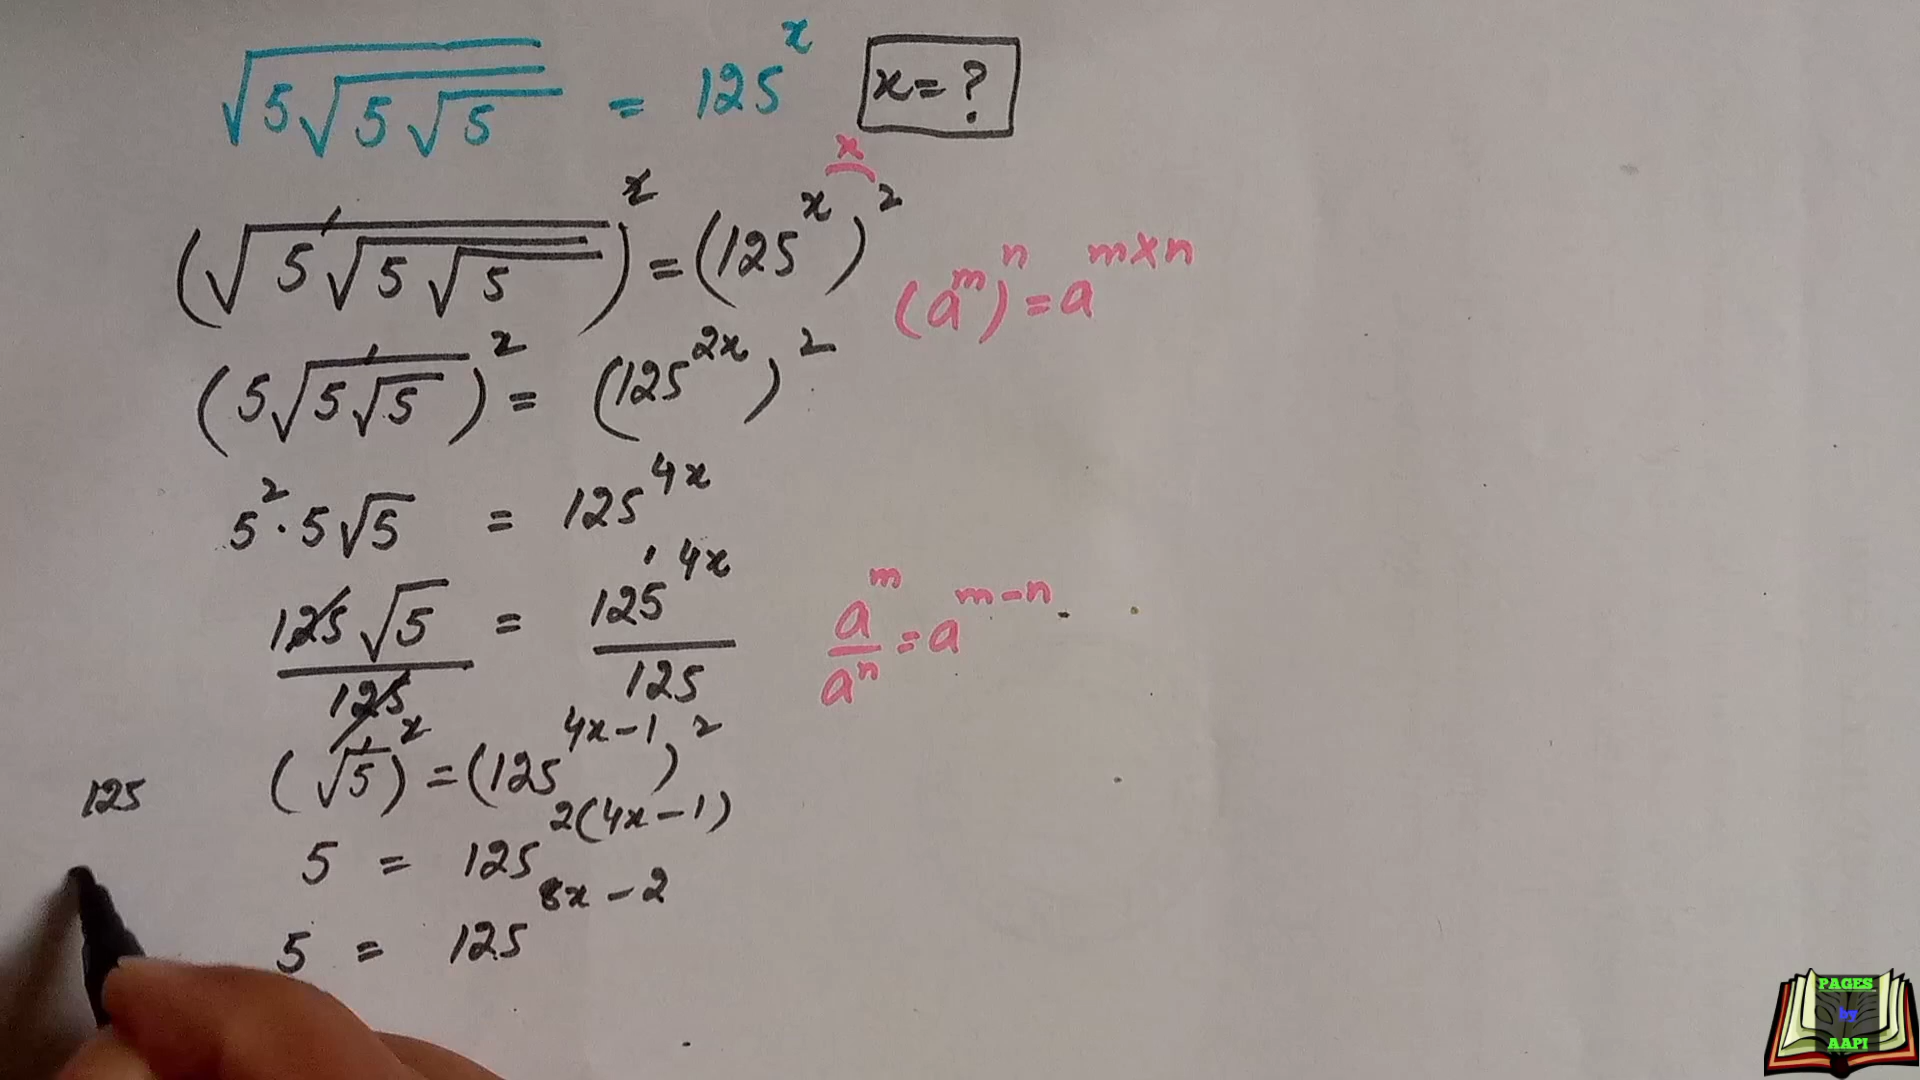 √5√5√5 = 125^x x = ?
(√5√5√5)^2 = (125^x)^2 x
(a^m)^n = a^m×n
(5√5√5)^2 = (125^2x)^2
5^2 · 5√5 = 125^4x
125√5/125 = 125^4x/125
a^m/a^n = a^m-n
(√5)^2 = (125^4x-1)^2
125
5 = 125^2(4x-1)
5 = 125^8x-2
PAGES
by
AAPI